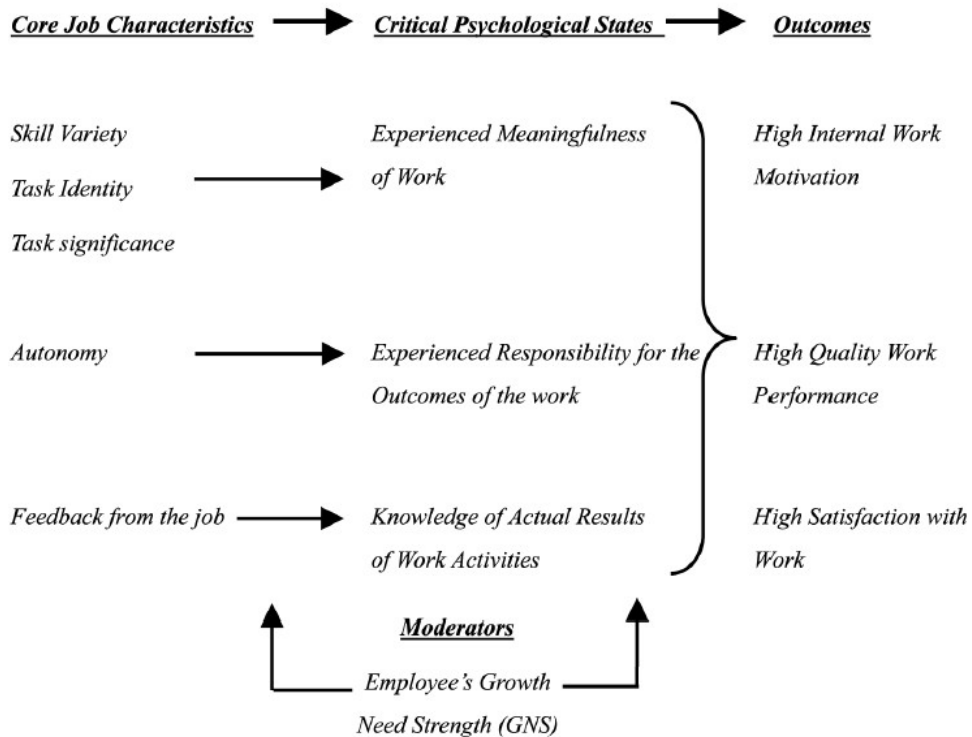 Core Job Characteristics Critical Psychological States Outcomes
Skill Variety
Task Identity
Task significance
Experienced Meaningfulness
of Work
High Internal Work
Motivation
Autonomy
Experienced Responsibility for the
Outcomes of the work
High Quality Work
Performance
Feedback from the job
Knowledge of Actual Results
of Work Activities
High Satisfaction with
Work
Moderators
Employee's Growth
Need Strength (GNS)